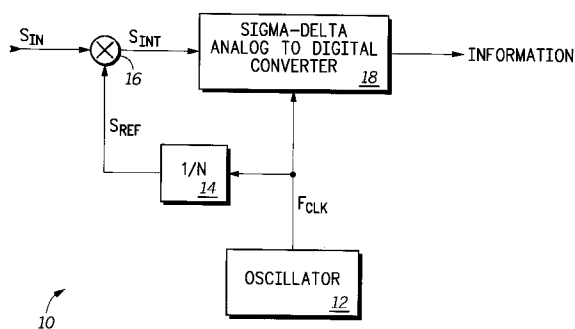 S_IN
S_INT
16
SIGMA-DELTA
ANALOG TO DIGITAL
CONVERTER
18
INFORMATION
S_REF
1/N
14
F_CLK
OSCILLATOR
12
10